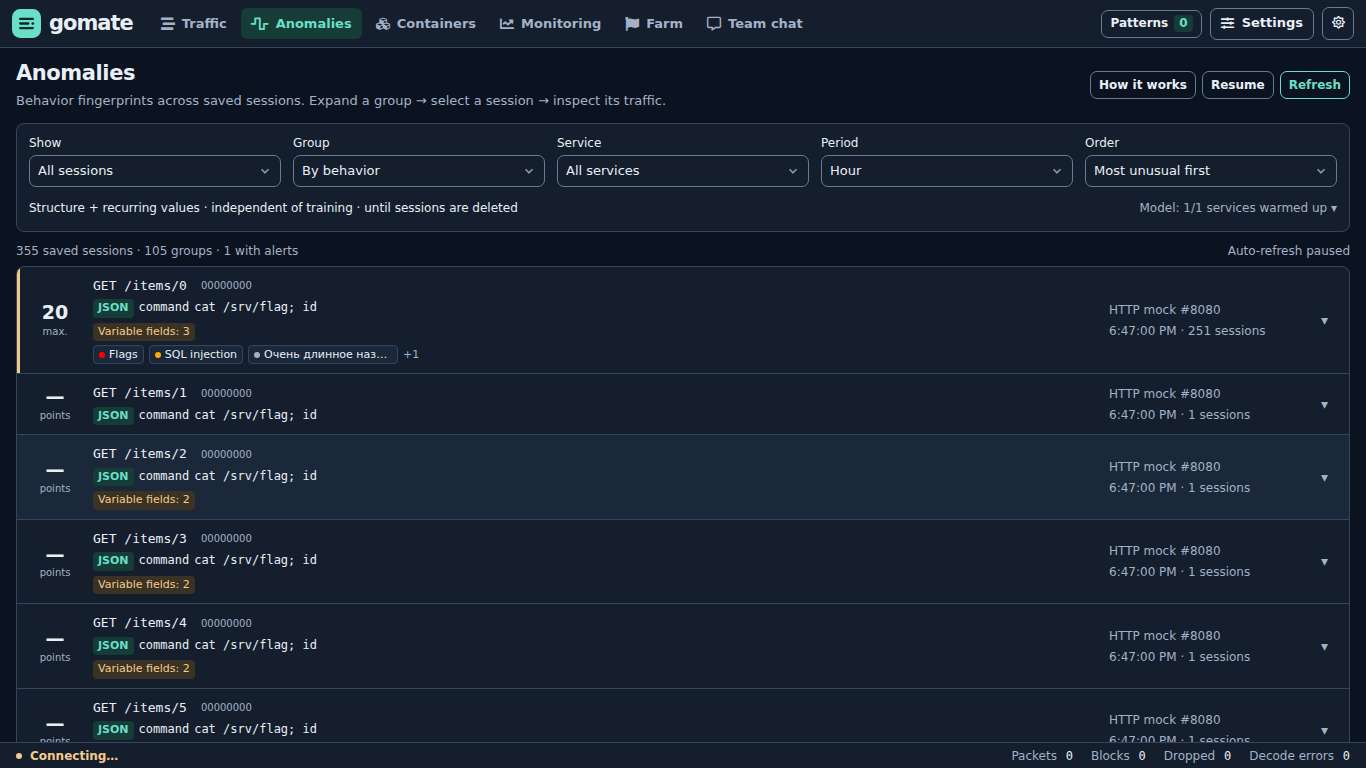 gomate Traffic Anomalies Containers Monitoring Farm Team chat Patterns 0 Settings
Anomalies
Behavior fingerprints across saved sessions. Expand a group → select a session → inspect its traffic.
How it works Resume Refresh
Show Group Service Period Order
All sessions By behavior All services Hour Most unusual first
Structure + recurring values · independent of training · until sessions are deleted Model: 1/1 services warmed up ▾
355 saved sessions · 105 groups · 1 with alerts Auto-refresh paused
20
max.
GET /items/0 00000000
JSON command cat /srv/flag; id
Variable fields: 3
Flags SQL injection Очень длинное наз… +1
HTTP mock #8080
6:47:00 PM · 251 sessions ▾
—
points
GET /items/1 00000000
JSON command cat /srv/flag; id
HTTP mock #8080
6:47:00 PM · 1 sessions ▾
—
points
GET /items/2 00000000
JSON command cat /srv/flag; id
Variable fields: 2
HTTP mock #8080
6:47:00 PM · 1 sessions ▾
—
points
GET /items/3 00000000
JSON command cat /srv/flag; id
Variable fields: 2
HTTP mock #8080
6:47:00 PM · 1 sessions ▾
—
points
GET /items/4 00000000
JSON command cat /srv/flag; id
Variable fields: 2
HTTP mock #8080
6:47:00 PM · 1 sessions ▾
—
points
GET /items/5 00000000
JSON command cat /srv/flag; id
HTTP mock #8080
6:47:00 PM · 1 sessions ▾
Connecting… Packets 0 Blocks 0 Dropped 0 Decode errors 0